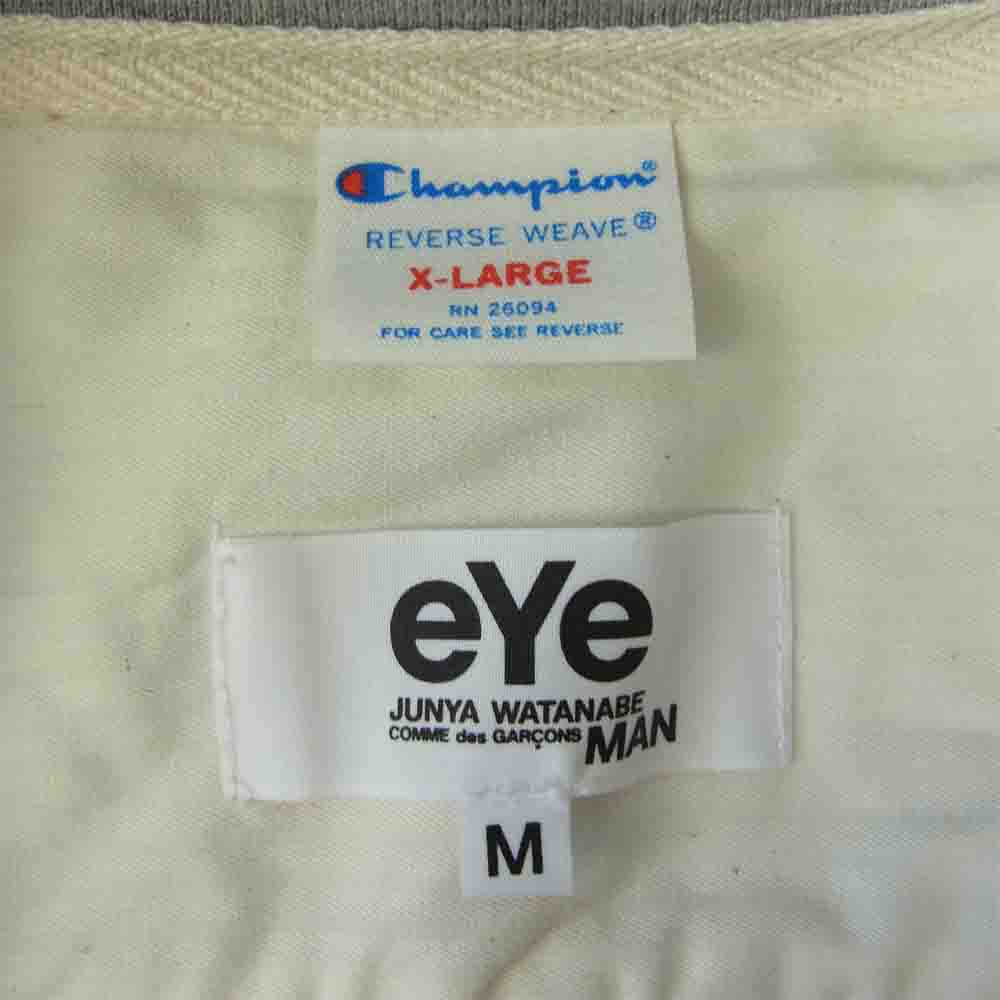 Champion®
REVERSE WEAVE®
X-LARGE
RN 26094
FOR CARE SEE REVERSE
eYe
JUNYA WATANABE
COMME des GARÇONS MAN
M